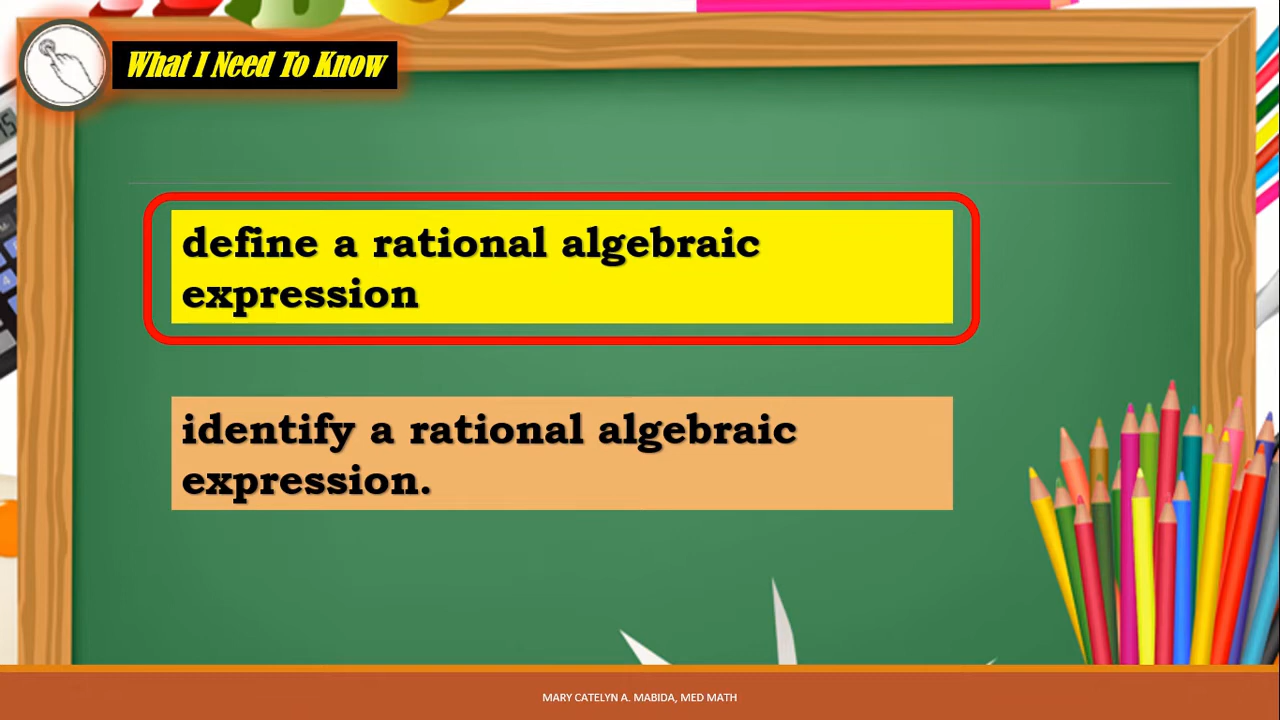 What I Need To Know
define a rational algebraic
expression
identify a rational algebraic
expression.
MARY CATELYN A. MABIDA, MED MATH